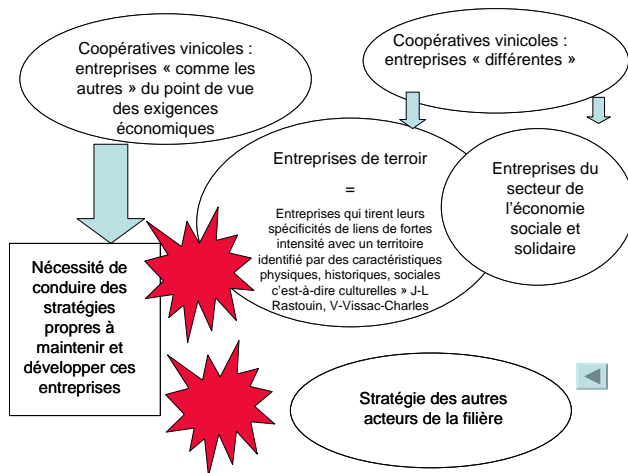 Coopératives vinicoles :
entreprises « comme les
autres » du point de vue
des exigences
économiques
Coopératives vinicoles :
entreprises « différentes »
Entreprises de terroir
=
Entreprises qui tirent leurs
spécificités de liens de fortes
intensité avec un territoire
identifié par des caractéristiques
physiques, historiques, sociales
c'est-à-dire culturelles » J-L
Rastouin, V-Vissac-Charles
Entreprises du
secteur de
l'économie
sociale et
solidaire
Nécessité de
conduire des
stratégies
propres à
maintenir et
développer ces
entreprises
Stratégie des autres
acteurs de la filière